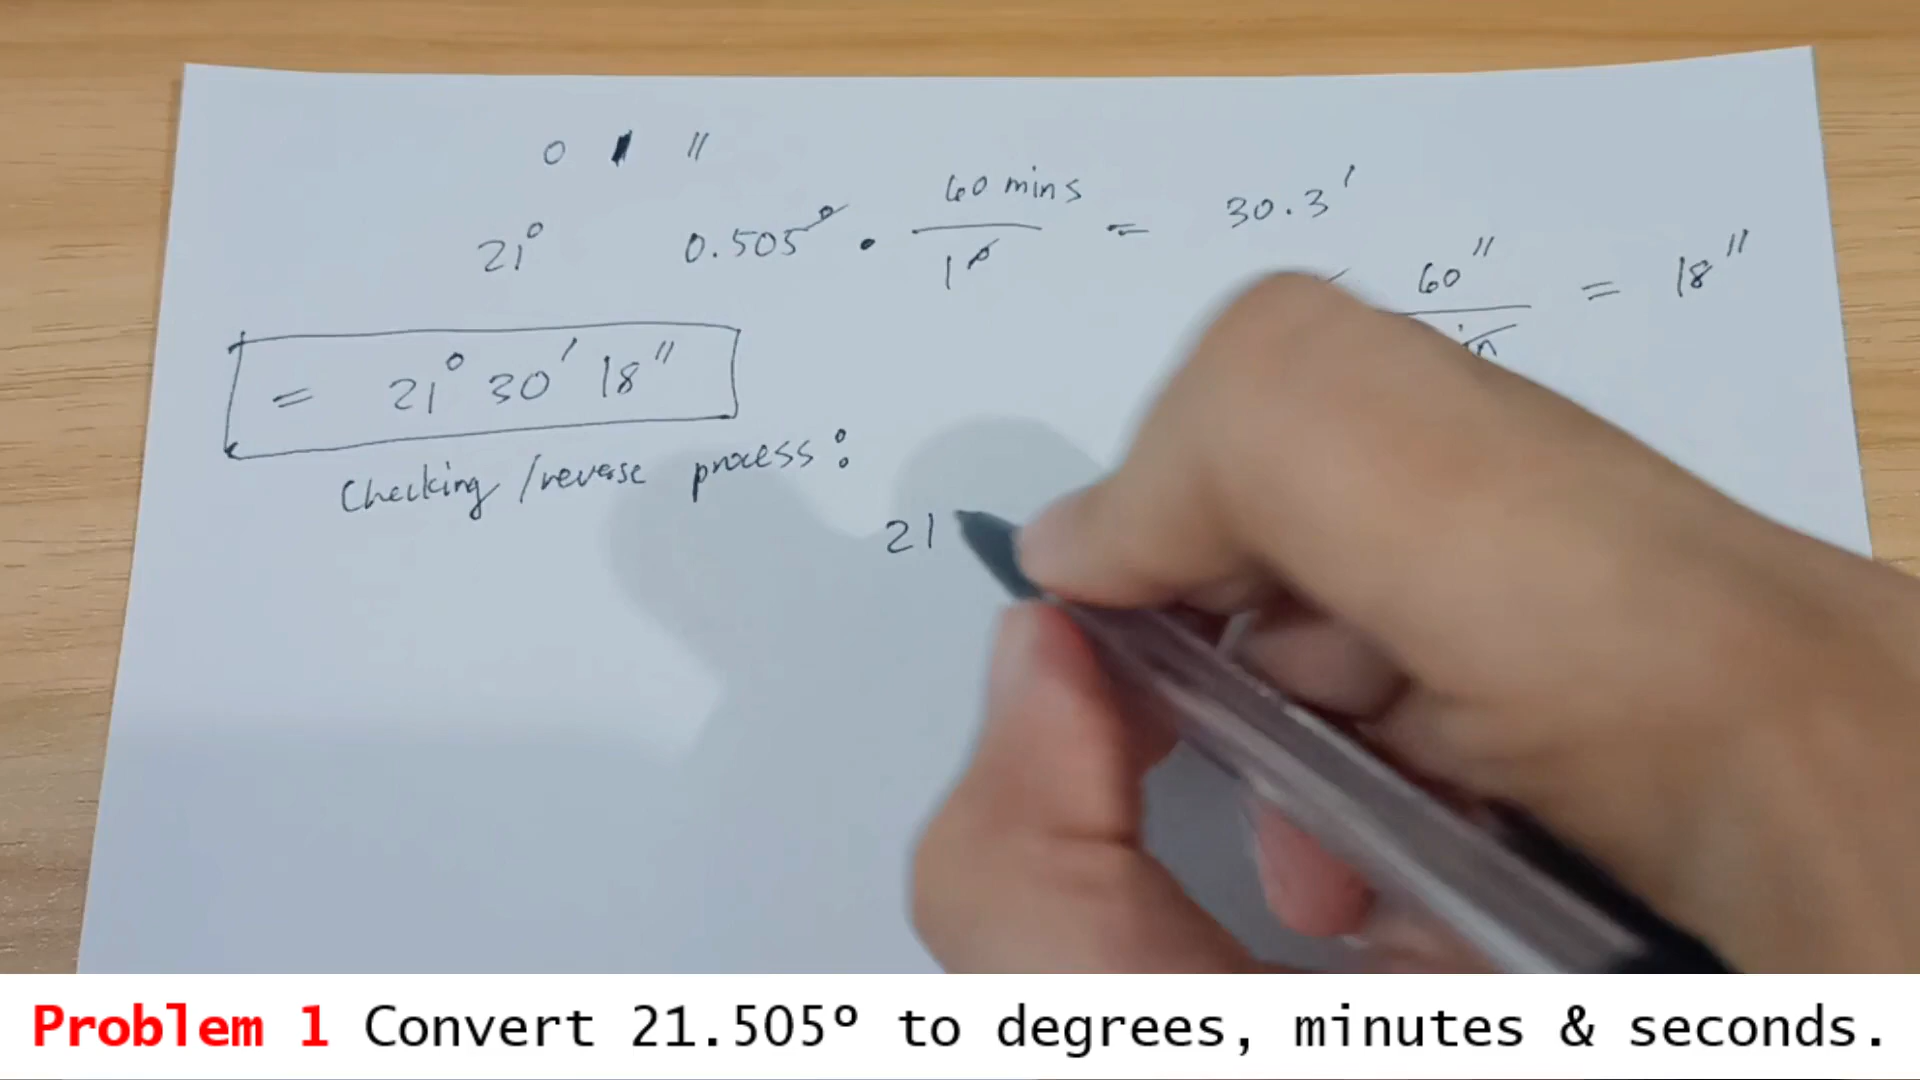 ° ' "
21° 0.505° • 60 mins / 1° = 30.3'
60" = 18"
= 21° 30' 18"
Checking /reverse process:
21
Problem 1 Convert 21.505º to degrees, minutes & seconds.